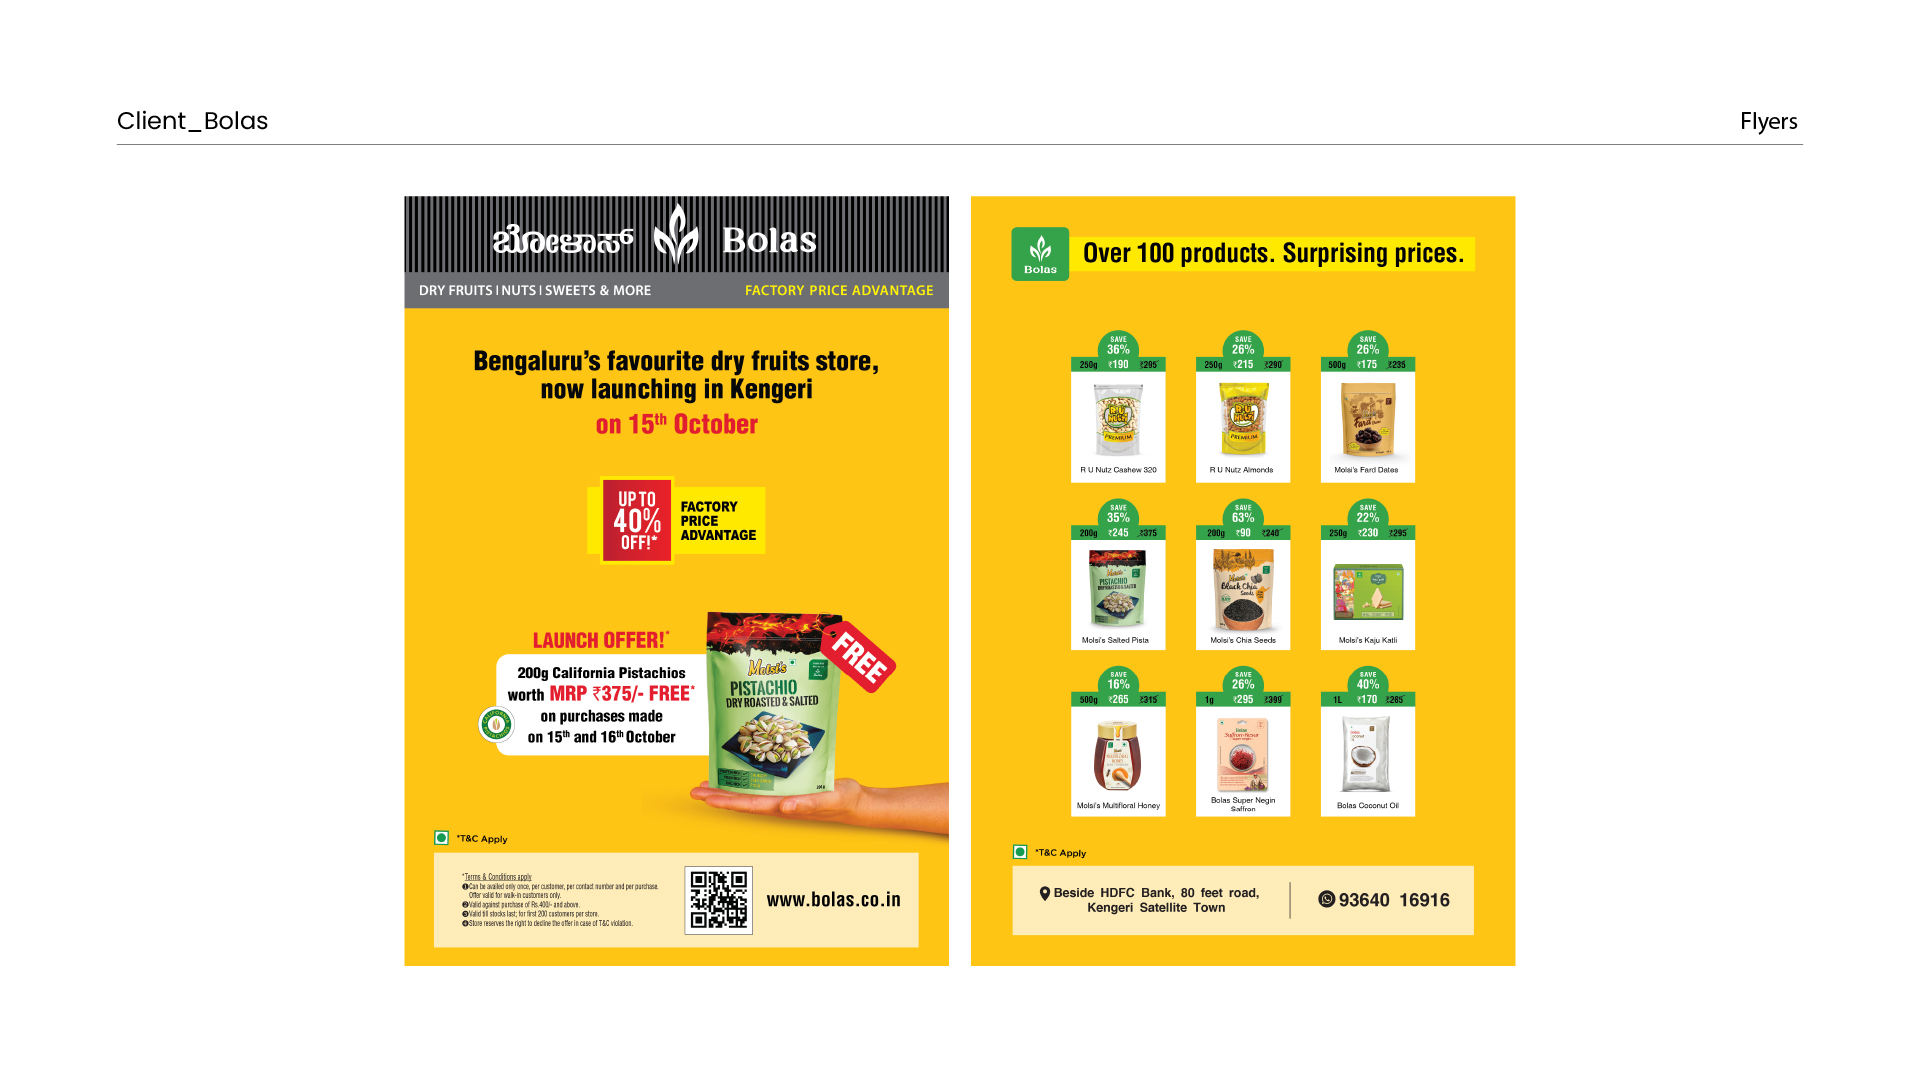 Client_Bolas
Flyers
ಬೋಳಾಸ್ Bolas
DRY FRUITS | NUTS | SWEETS & MORE
FACTORY PRICE ADVANTAGE
Bengaluru’s favourite dry fruits store,
now launching in Kengeri
on 15th October
UP TO
40%
OFF!*
FACTORY
PRICE
ADVANTAGE
LAUNCH OFFER!*
200g California Pistachios
worth MRP ₹375/- FREE*
on purchases made
on 15th and 16th October
FREE
Molsi's
PISTACHIO
DRY ROASTED & SALTED
*T&C Apply
*Terms & Conditions apply
❶Can be availed only once, per customer, per contact number and per purchase.
Offer valid for walk-in customers only.
❷Valid against purchase of Rs.400/- and above.
❸Valid till stocks last; for first 200 customers per store.
❹Store reserves the right to decline the offer in case of T&C violation.
www.bolas.co.in
Bolas
Over 100 products. Surprising prices.
SAVE
36%
250g ₹190 ₹295
R U Nutz Cashew 320
SAVE
26%
250g ₹215 ₹290
R U Nutz Almonds
SAVE
26%
500g ₹175 ₹235
Molsi's Fard Dates
SAVE
35%
200g ₹245 ₹375
Molsi's Salted Pista
SAVE
63%
200g ₹90 ₹240
Molsi's Chia Seeds
SAVE
22%
250g ₹230 ₹295
Molsi's Kaju Katli
SAVE
16%
500g ₹265 ₹315
Molsi's Multifloral Honey
SAVE
26%
1g ₹295 ₹399
Bolas Super Negin
Saffron
SAVE
40%
1L ₹170 ₹285
Bolas Coconut Oil
*T&C Apply
Beside HDFC Bank, 80 feet road,
Kengeri Satellite Town
93640 16916